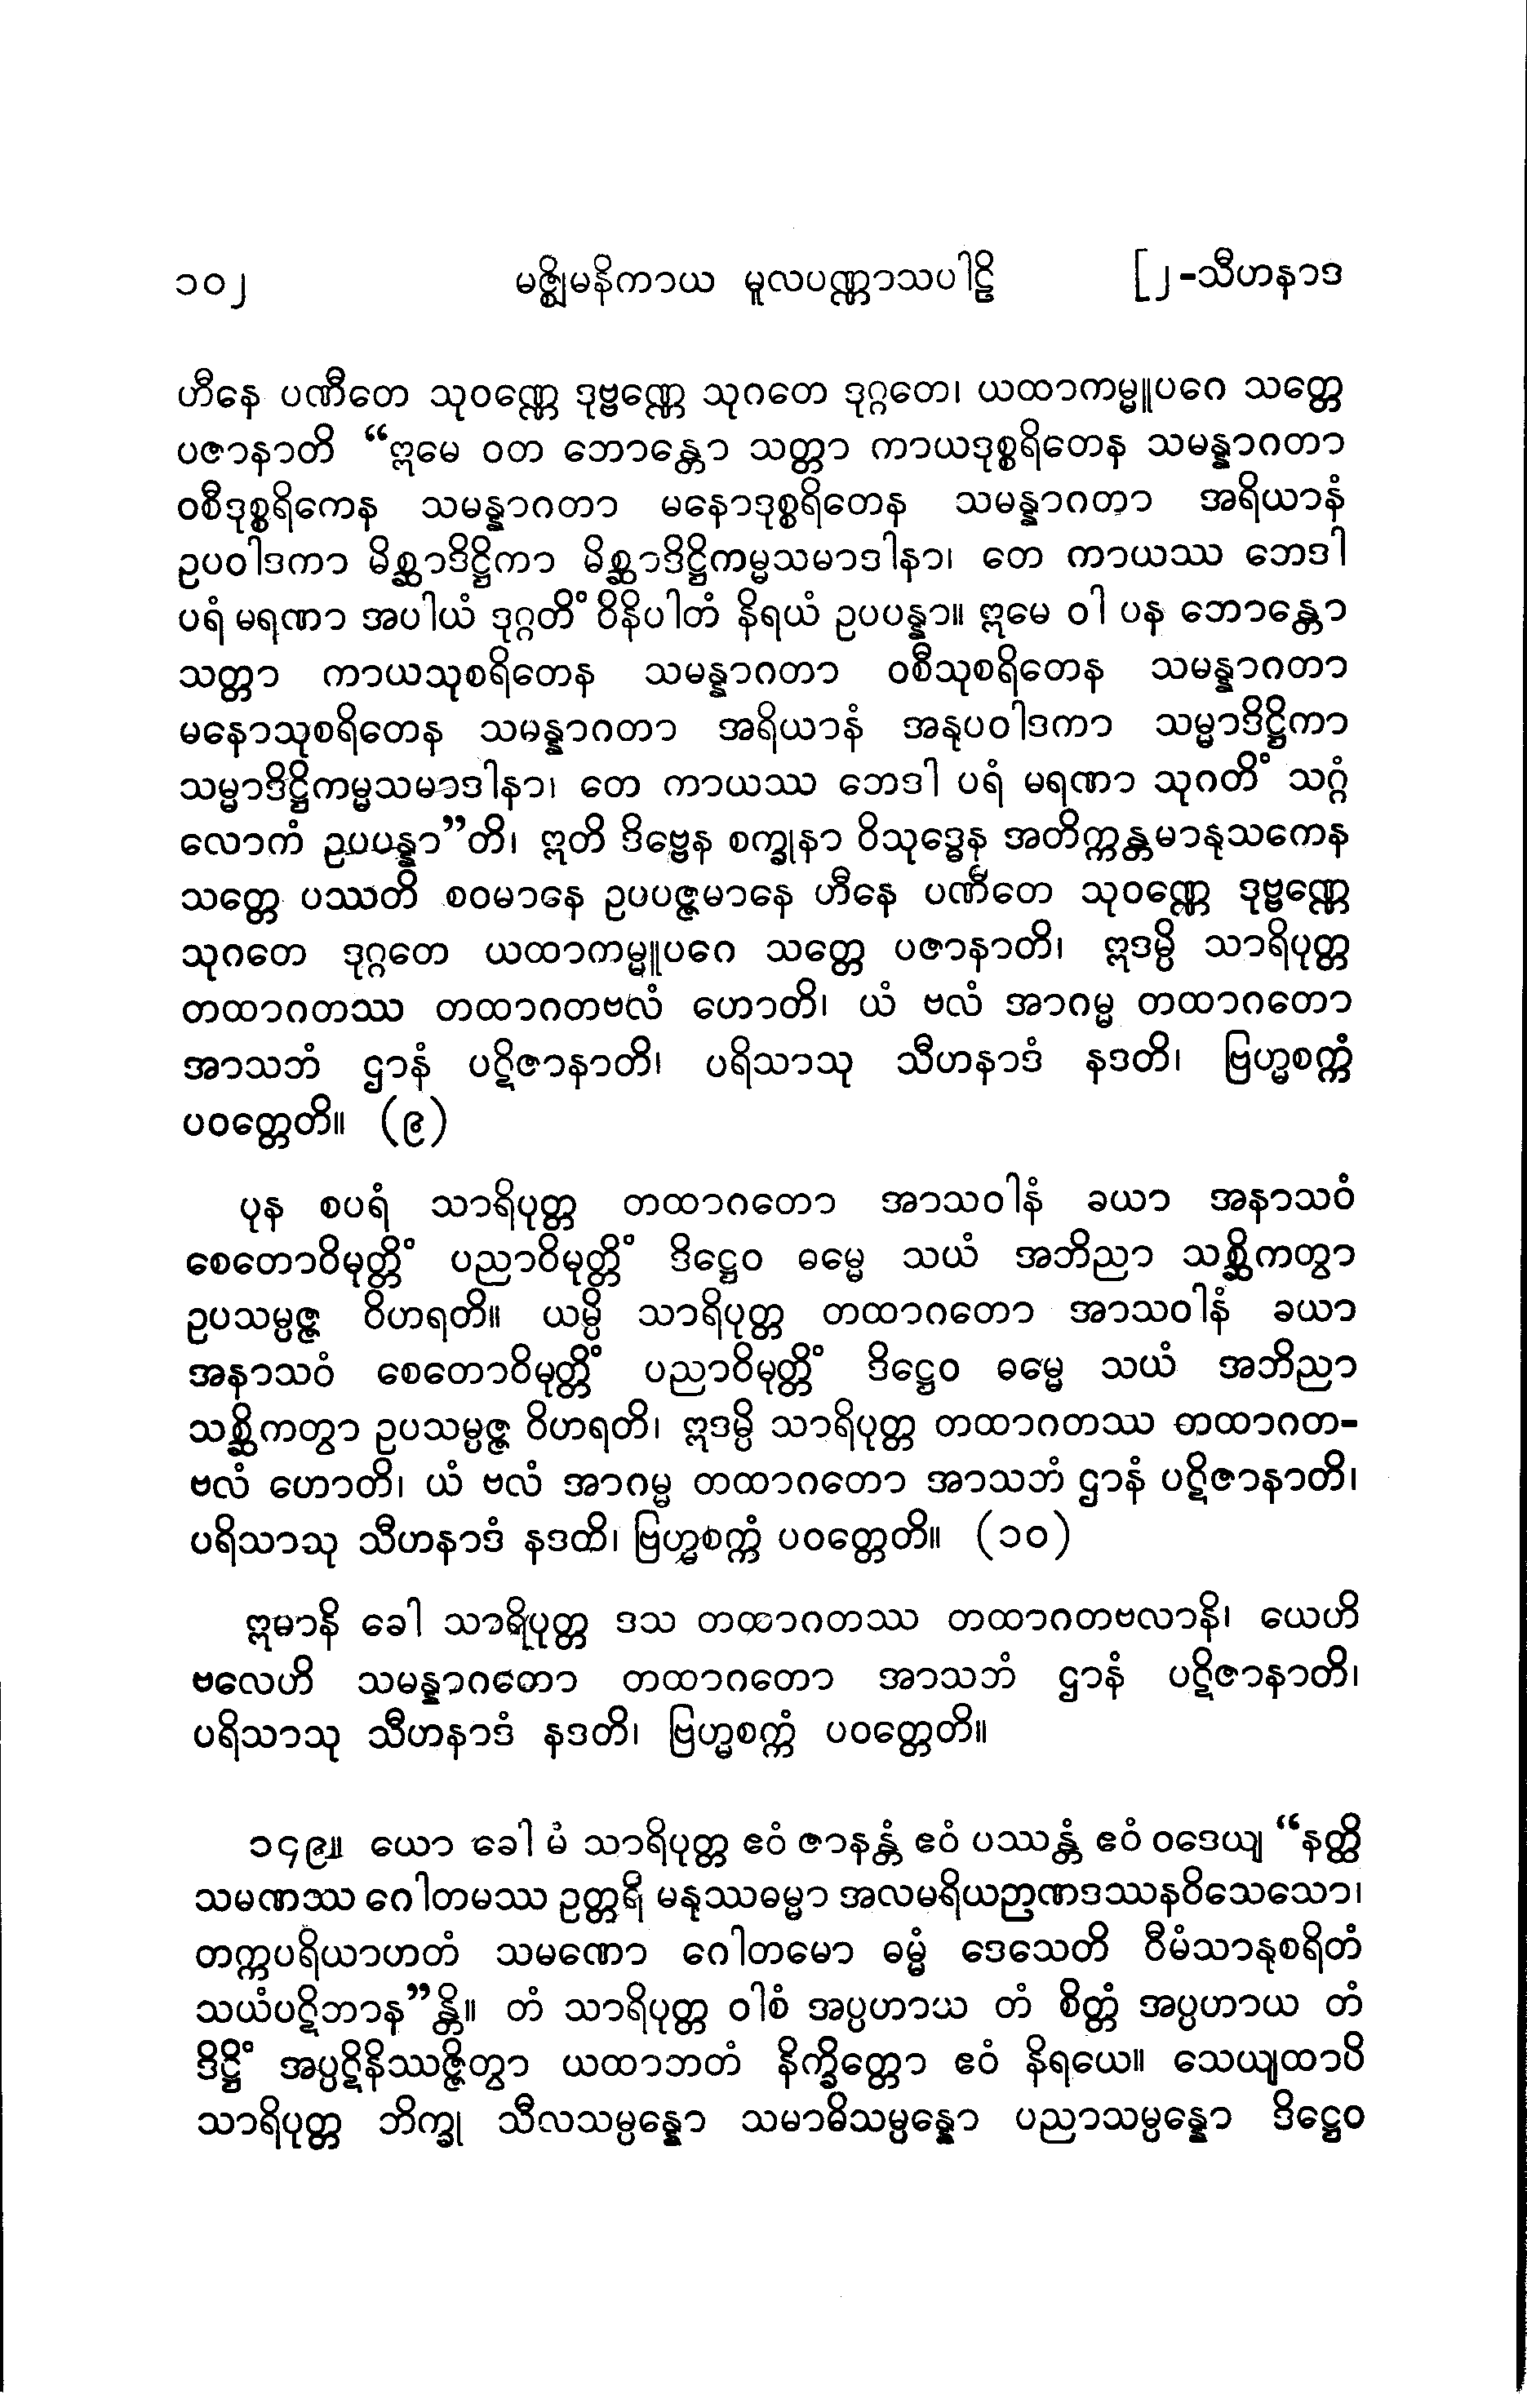 ၁၀၂ မဇ္ဈိမနိကာယ မူလပဏ္ဏာသပါဠိ [၂-သီဟနာဒ
ဟီနေ ပဏီတေ သုဝဏ္ဏေ ဒုဗ္ဗဏ္ဏေ သုဂတေ ဒုဂ္ဂတေ၊ ယထာကမ္မူပဂေ သတ္တေ
ပဇာနာတိ “ဣမေ ဝတ ဘောန္တော သတ္တာ ကာယဒုစ္စရိတေန သမန္နာဂတာ
ဝစီဒုစ္စရိကေန သမန္နာဂတာ မနောဒုစ္စရိတေန သမန္နာဂတာ အရိယာနံ
ဥပဝါဒကာ မိစ္ဆာဒိဋ္ဌိကာ မိစ္ဆာဒိဋ္ဌိကမ္မသမာဒါနာ၊ တေ ကာယဿ ဘေဒါ
ပရံ မရဏာ အပါယံ ဒုဂ္ဂတိံ ဝိနိပါတံ နိရယံ ဥပပန္နာ။ ဣမေ ဝါ ပန ဘောန္တော
သတ္တာ ကာယသုစရိတေန သမန္နာဂတာ ဝစီသုစရိတေန သမန္နာဂတာ
မနောသုစရိတေန သမန္နာဂတာ အရိယာနံ အနုပဝါဒကာ သမ္မာဒိဋ္ဌိကာ
သမ္မာဒိဋ္ဌိကမ္မသမာဒါနာ၊ တေ ကာယဿ ဘေဒါ ပရံ မရဏာ သုဂတိံ သဂ္ဂံ
လောကံ ဥပပန္နာ”တိ၊ ဣတိ ဒိဗ္ဗေန စက္ခုနာ ဝိသုဒ္ဓေန အတိက္ကန္တမာနုသကေန
သတ္တေ ပဿတိ စဝမာနေ ဥပပဇ္ဇမာနေ ဟီနေ ပဏီတေ သုဝဏ္ဏေ ဒုဗ္ဗဏ္ဏေ
သုဂတေ ဒုဂ္ဂတေ ယထာကမ္မူပဂေ သတ္တေ ပဇာနာတိ၊ ဣဒမ္ပိ သာရိပုတ္တ
တထာဂတဿ တထာဂတဗလံ ဟောတိ၊ ယံ ဗလံ အာဂမ္မ တထာဂတော
အာသဘံ ဌာနံ ပဋိဇာနာတိ၊ ပရိသာသု သီဟနာဒံ နဒတိ၊ ဗြဟ္မစက္ကံ
ပဝတ္တေတိ။ (၉)
ပုန စပရံ သာရိပုတ္တ တထာဂတော အာသဝါနံ ခယာ အနာသဝံ
စေတောဝိမုတ္တိံ ပညာဝိမုတ္တိံ ဒိဋ္ဌေဝ ဓမ္မေ သယံ အဘိညာ သစ္ဆိကတွာ
ဥပသမ္ပဇ္ဇ ဝိဟရတိ။ ယမ္ပိ သာရိပုတ္တ တထာဂတော အာသဝါနံ ခယာ
အနာသဝံ စေတောဝိမုတ္တိံ ပညာဝိမုတ္တိံ ဒိဋ္ဌေဝ ဓမ္မေ သယံ အဘိညာ
သစ္ဆိကတွာ ဥပသမ္ပဇ္ဇ ဝိဟရတိ၊ ဣဒမ္ပိ သာရိပုတ္တ တထာဂတဿ တထာဂတ-
ဗလံ ဟောတိ၊ ယံ ဗလံ အာဂမ္မ တထာဂတော အာသဘံ ဌာနံ ပဋိဇာနာတိ၊
ပရိသာသု သီဟနာဒံ နဒတိ၊ ဗြဟ္မစက္ကံ ပဝတ္တေတိ။ (၁၀)
ဣမာနိ ခေါ သာရိပုတ္တ ဒသ တထာဂတဿ တထာဂတဗလာနိ၊ ယေဟိ
ဗလေဟိ သမန္နာဂတော တထာဂတော အာသဘံ ဌာနံ ပဋိဇာနာတိ၊
ပရိသာသု သီဟနာဒံ နဒတိ၊ ဗြဟ္မစက္ကံ ပဝတ္တေတိ။
၁၄၉။ ယော ခေါ မံ သာရိပုတ္တ ဧဝံ ဇာနန္တံ ဧဝံ ပဿန္တံ ဧဝံ ဝဒေယျ “နတ္ထိ
သမဏဿ ဂေါတမဿ ဥတ္တရိ မနုဿဓမ္မာ အလမရိယဉာဏဒဿနဝိသေသော၊
တက္ကပရိယာဟတံ သမဏော ဂေါတမော ဓမ္မံ ဒေသေတိ ဝီမံသာနုစရိတံ
သယံပဋိဘာန”န္တိ။ တံ သာရိပုတ္တ ဝါစံ အပ္ပဟာယ တံ စိတ္တံ အပ္ပဟာယ တံ
ဒိဋ္ဌိံ အပ္ပဋိနိဿဇ္ဇိတွာ ယထာဘတံ နိက္ခိတ္တော ဧဝံ နိရယေ။ သေယျထာပိ
သာရိပုတ္တ ဘိက္ခု သီလသမ္ပန္နော သမာဓိသမ္ပန္နော ပညာသမ္ပန္နော ဒိဋ္ဌေဝ